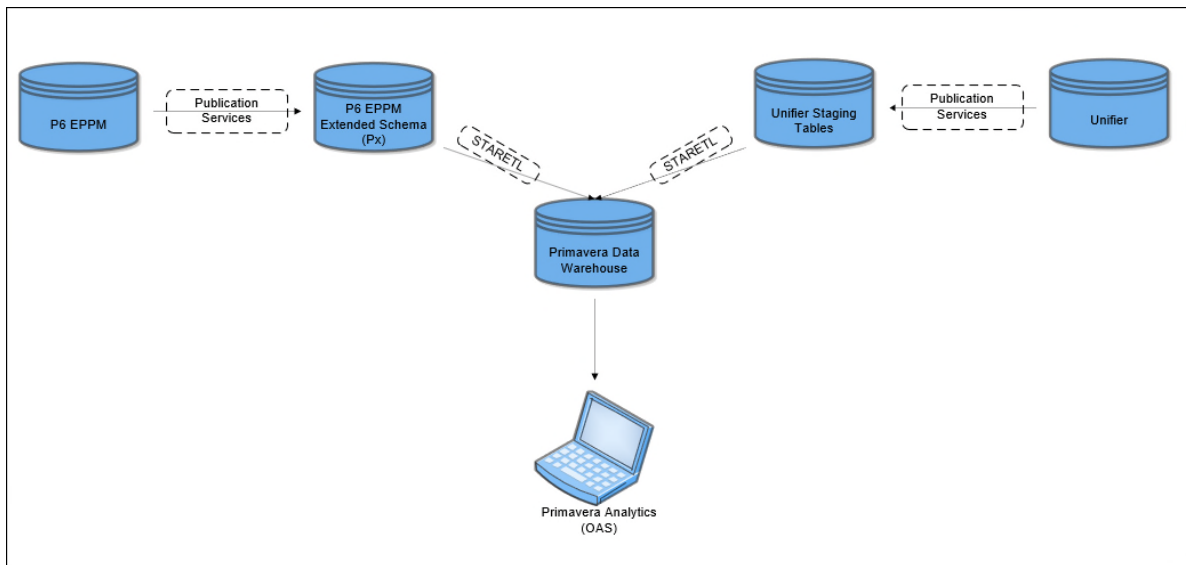 P6 EPPM
Publication
Services
P6 EPPM
Extended Schema
(Px)
Unifier Staging
Tables
Publication
Services
Unifier
STARETL
STARETL
Primavera Data
Warehouse
Primavera Analytics
(OAS)